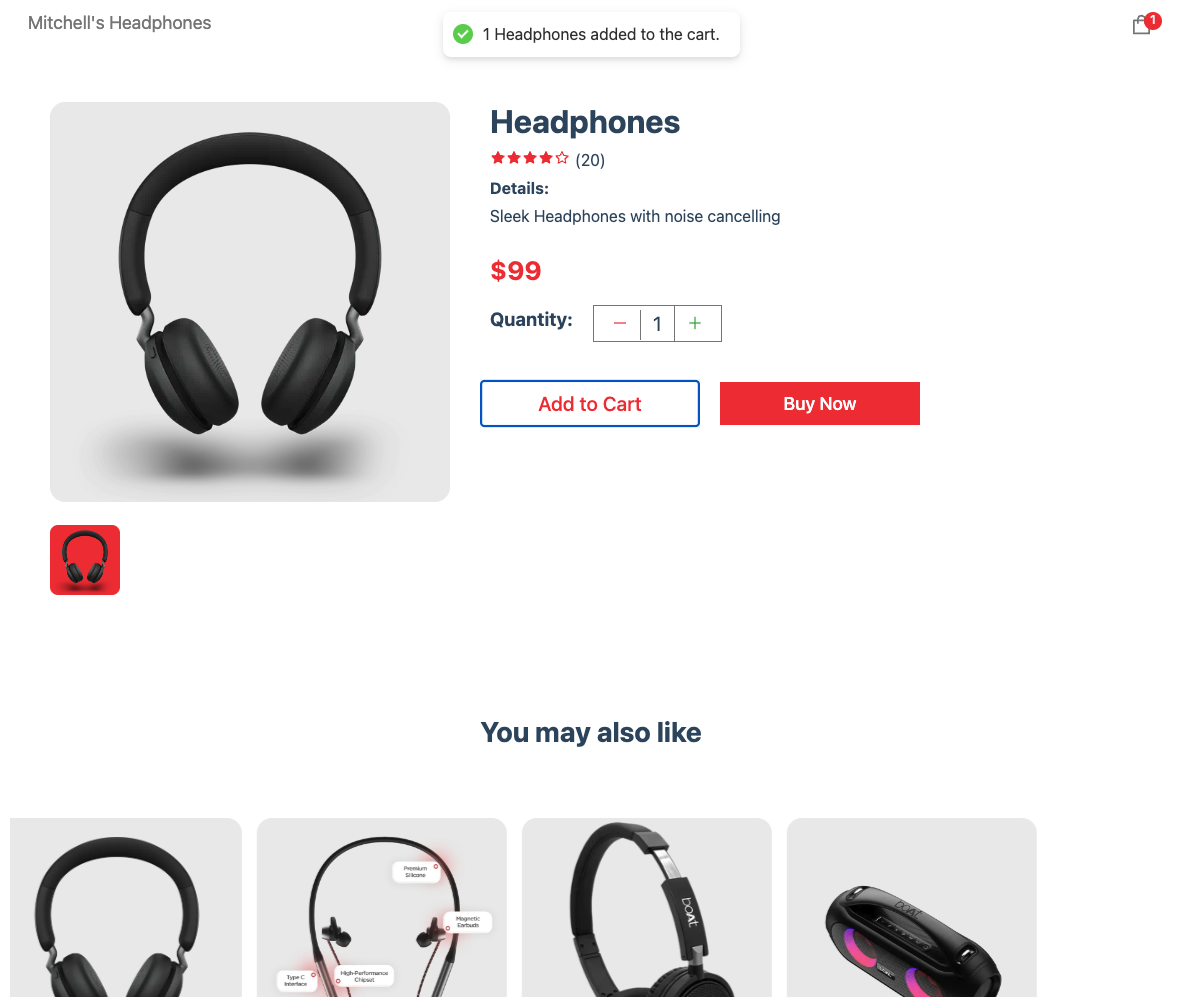 Mitchell's Headphones
1 Headphones added to the cart.
1
Headphones
(20)
Details:
Sleek Headphones with noise cancelling
$99
Quantity:
1
Add to Cart
Buy Now
You may also like
Premium
Silicone
Magnetic
Earbuds
Type C
Interface
High-Performance
Chipset
boAt
boAt